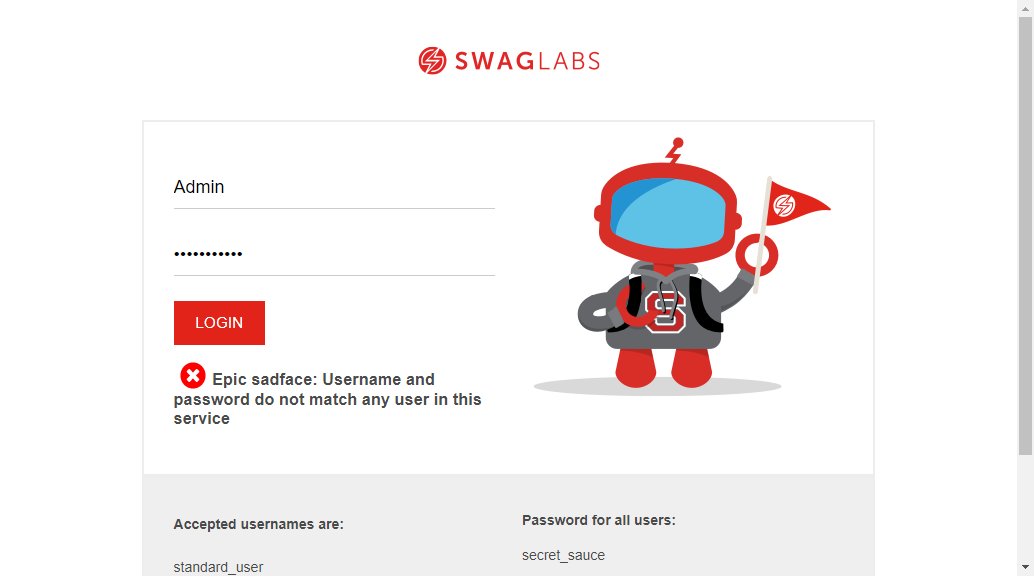 SWAGLABS
Admin
•••••••••••
LOGIN
Epic sadface: Username and
password do not match any user in this
service
S
Accepted usernames are:
standard_user
Password for all users:
secret_sauce